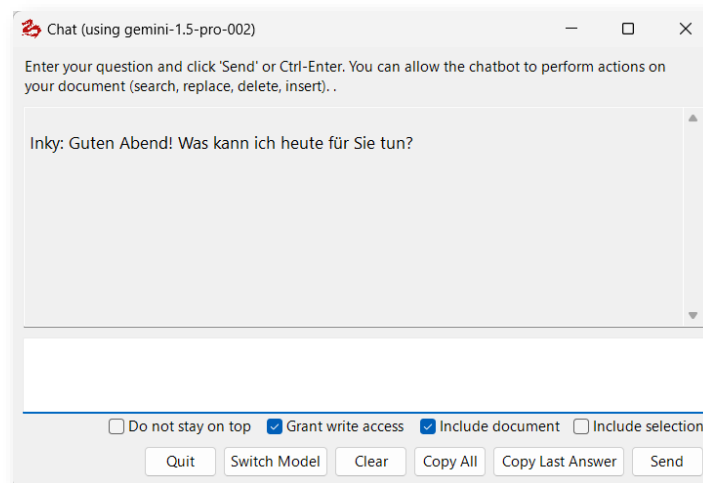 Chat (using gemini-1.5-pro-002)
Enter your question and click 'Send' or Ctrl-Enter. You can allow the chatbot to perform actions on
your document (search, replace, delete, insert). .
Inky: Guten Abend! Was kann ich heute für Sie tun?
Do not stay on top Grant write access Include document Include selection
Quit Switch Model Clear Copy All Copy Last Answer Send